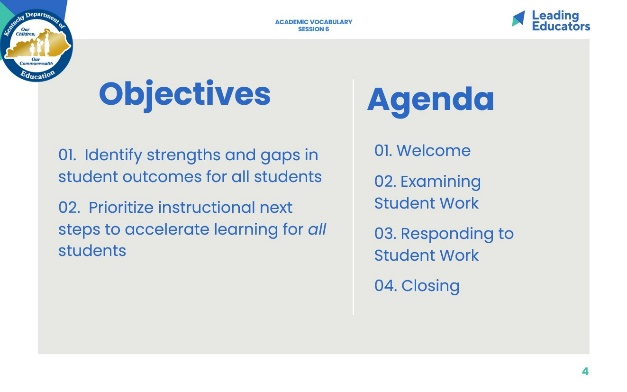 Kentucky Department of
Our
Children,
Our
Commonwealth
Education
ACADEMIC VOCABULARY
SESSION 6
Leading
Educators
Objectives
01. Identify strengths and gaps in
student outcomes for all students
02. Prioritize instructional next
steps to accelerate learning for all
students
Agenda
01. Welcome
02. Examining
Student Work
03. Responding to
Student Work
04. Closing
4